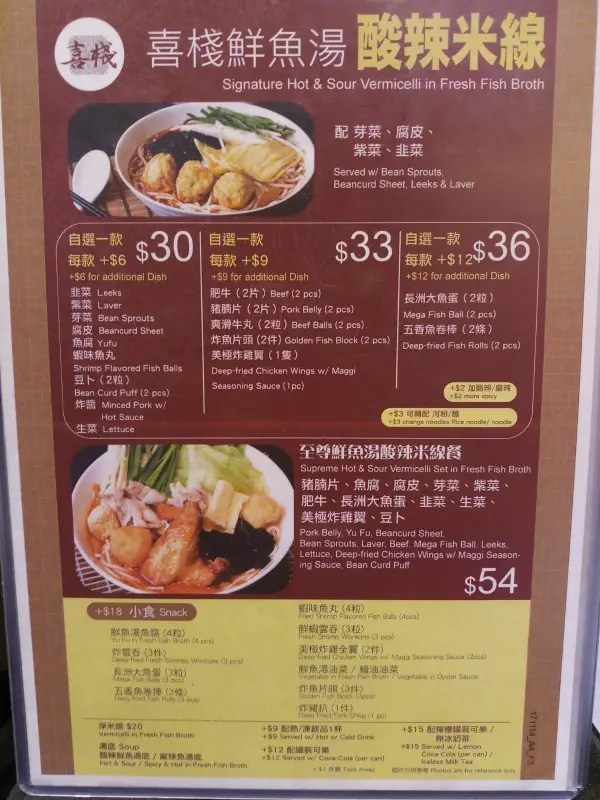 喜棧
喜棧鮮魚湯 酸辣米線
Signature Hot & Sour Vermicelli in Fresh Fish Broth
配 芽菜、腐皮、
紫菜、韭菜
Served w/ Bean Sprouts,
Beancurd Sheet, Leeks & Laver
自選一款
每款 +$6 $30
+$6 for additional Dish
韭菜 Leeks
紫菜 Laver
芽菜 Bean Sprouts
腐皮 Beancurd Sheet
魚腐 Yufu
蝦味魚丸
Shrimp Flavored Fish Balls
豆卜（2粒）
Bean Curd Puff (2 pcs)
炸醬 Minced Pork w/
Hot Sauce
生菜 Lettuce
自選一款
每款 +$9 $33
+$9 for additional Dish
肥牛（2片）Beef (2 pcs)
豬腩片（2片）Pork Belly (2 pcs)
爽滑牛丸（2粒）Beef Balls (2 pcs)
炸魚片頭（2件）Golden Fish Block (2 pcs)
美極炸雞翼（1隻）
Deep-fried Chicken Wings w/ Maggi
Seasoning Sauce (1pc)
自選一款
每款 +$12 $36
+$12 for additional Dish
長洲大魚蛋（2粒）
Mega Fish Ball (2 pcs)
五香魚卷棒（2條）
Deep-fried Fish Rolls (2 pcs)
+$2 加酸辣/麻辣
+$2 more spicy
+$3 可轉配 河粉/麵
+$3 change noodles Rice noodle/ noodle
至尊鮮魚湯酸辣米線餐
Supreme Hot & Sour Vermicelli Set in Fresh Fish Broth
豬腩片、魚腐、腐皮、芽菜、紫菜、
肥牛、長洲大魚蛋、韭菜、生菜、
美極炸雞翼、豆卜
Pork Belly, Yu Fu, Beancurd Sheet,
Bean Sprouts, Laver, Beef, Mega Fish Ball, Leeks,
Lettuce, Deep-fried Chicken Wings w/ Maggi Season-
ing Sauce, Bean Curd Puff
$54
+$18 小食 Snack
鮮魚湯魚腐（4粒）
Yu Fu in Fresh Fish Broth (4 pcs)
炸雲吞（3件）
Deep-fried Fresh Shrimps Wontons (3 pcs)
長洲大魚蛋（3粒）
Mega Fish Balls (3 pcs)
五香魚卷棒（3條）
Deep-fried Fish Rolls (3 pcs)
蝦味魚丸（4粒）
Fried Shrimp Flavored Fish Balls (4pcs)
鮮蝦雲吞（3粒）
Fresh Shrimp Wontons (3 pcs)
美極炸雞全翼（2件）
Deep-fried Chicken Wings w/ Maggi Seasoning Sauce (2pcs)
鮮魚湯油菜 / 蠔油油菜
Vegetable in Fresh Fish Broth / Vegetable in Oyster Sauce
炸魚片頭（3件）
Golden Fish Block (3pcs)
炸豬扒（1件）
Deep Fried Pork Chop (1 pc)
淨米線 $20
Vermicelli in Fresh Fish Broth
湯底 Soup
酸辣鮮魚湯底 / 麻辣魚湯底
Hot & Sour / Spicy & Hot in Fresh Fish Broth
+$9 配熱/凍飲品1杯
+$9 Served w/ Hot or Cold Drink
+$12 配罐裝可樂
+$12 Served w/ Coca-Cola (per can)
+$15 配檸檬罐裝可樂 /
無冰奶茶
+$15 Served w/ Lemon
Coca Cola (per can) /
Iceless Milk Tea
+$1 外賣 Take Away
圖片只供參考 Photos are for reference only